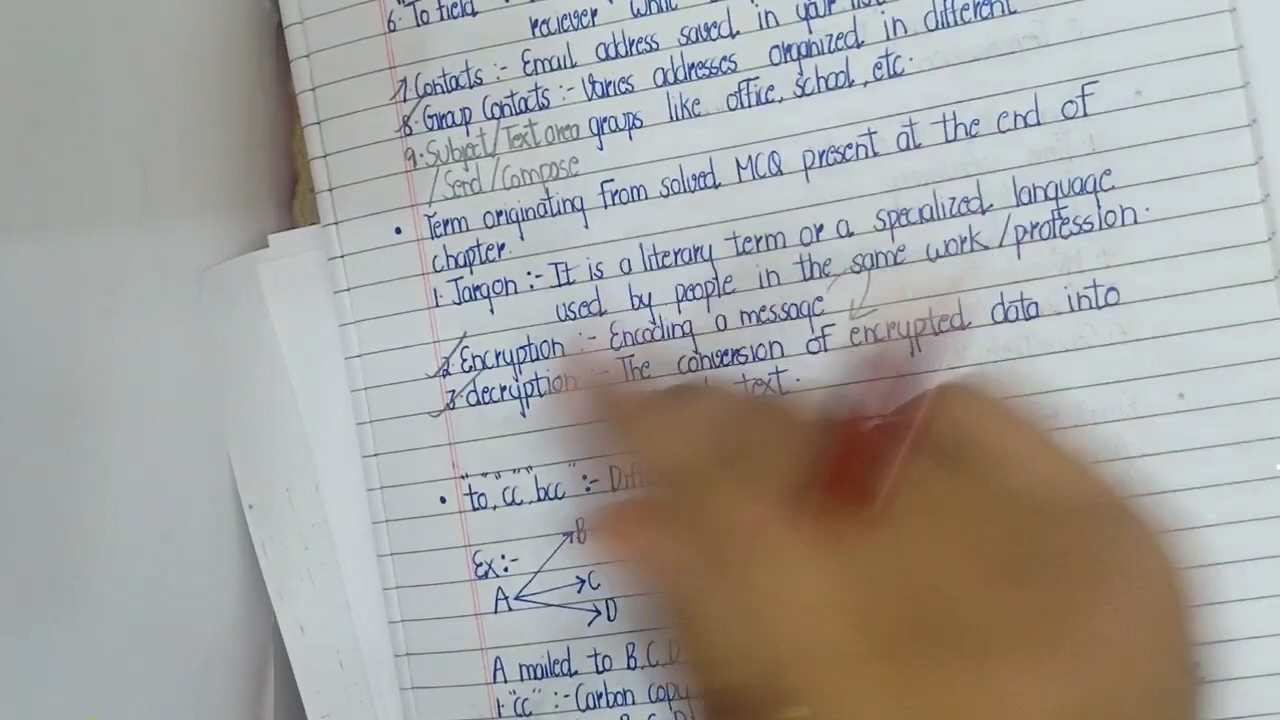 6. To field
reciever
7. Contacts :- Email address saved in your
8. Group Contacts :- Varies addresses organized in different
groups like office, school, etc.
9. Subject/Text area
/Send /Compose
• Term originating from solved MCQ present at the end of
chapter.
1. Jargon :- It is a literary term or a specialized language
used by people in the same work/profession.
2. Encryption :- Encoding a message
3. decryption :- The conversion of encrypted data into
text.
• "to, cc, bcc" :-
Ex:-
B
A C
D
A mailed to B, C, D
1. "cc" :- Carbon copy